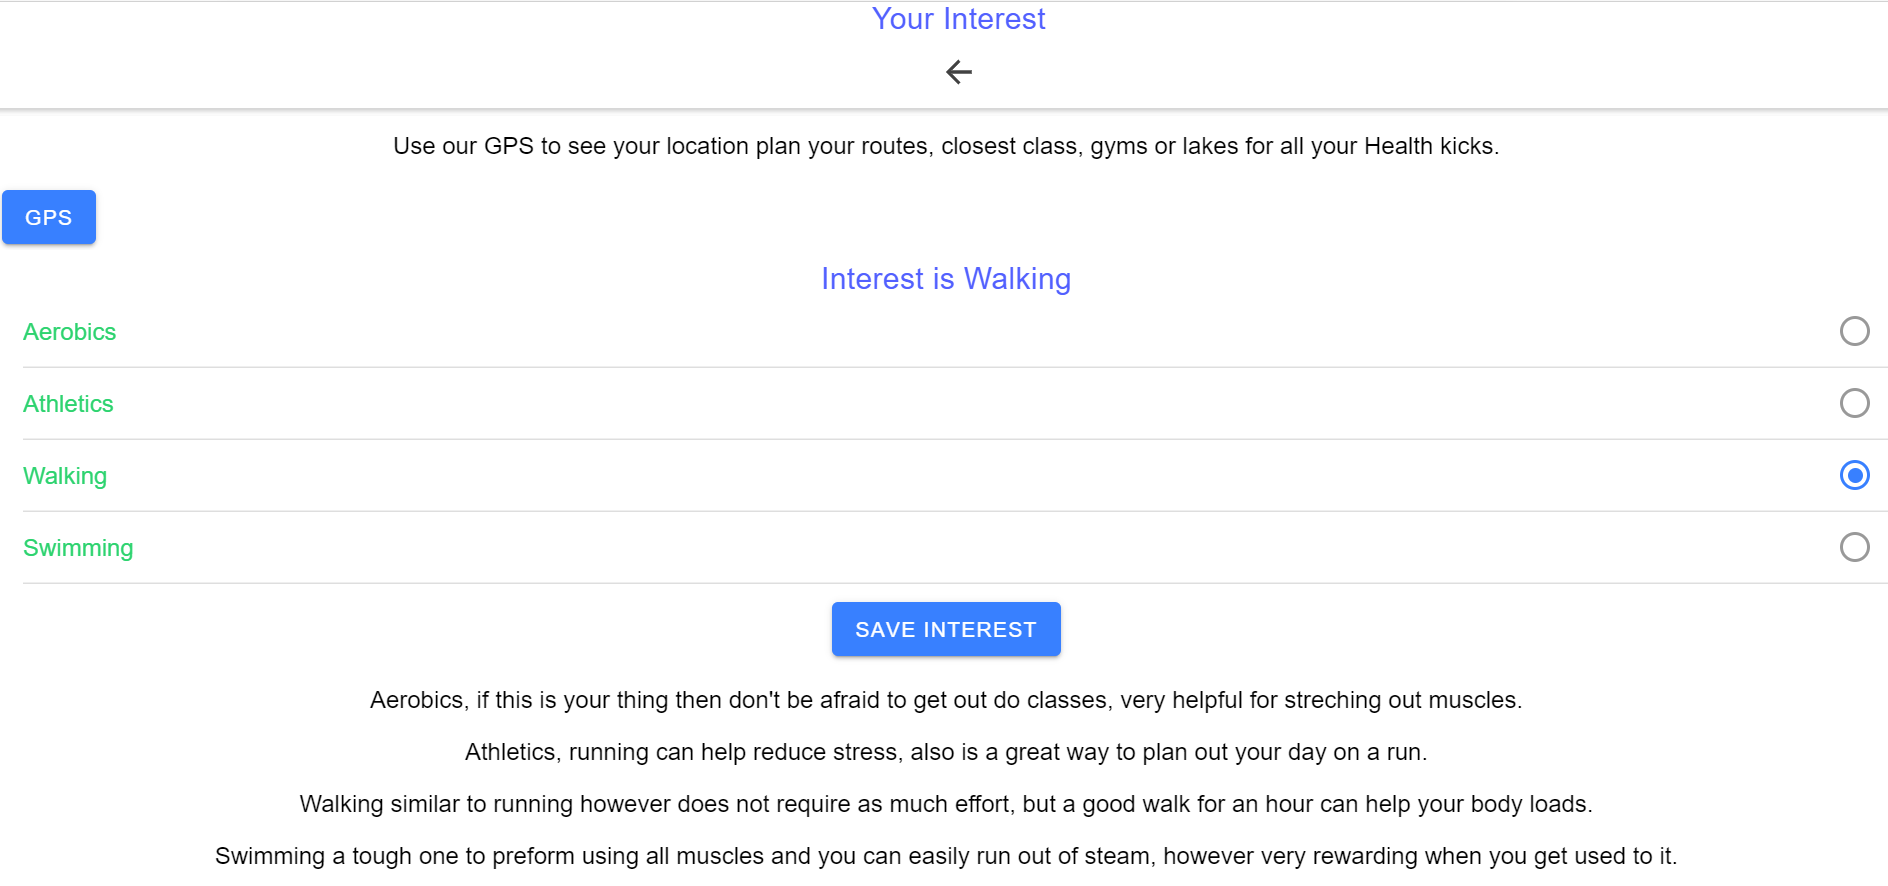 Your Interest
Use our GPS to see your location plan your routes, closest class, gyms or lakes for all your Health kicks.
GPS
Interest is Walking
Aerobics
Athletics
Walking
Swimming
SAVE INTEREST
Aerobics, if this is your thing then don't be afraid to get out do classes, very helpful for streching out muscles.
Athletics, running can help reduce stress, also is a great way to plan out your day on a run.
Walking similar to running however does not require as much effort, but a good walk for an hour can help your body loads.
Swimming a tough one to preform using all muscles and you can easily run out of steam, however very rewarding when you get used to it.